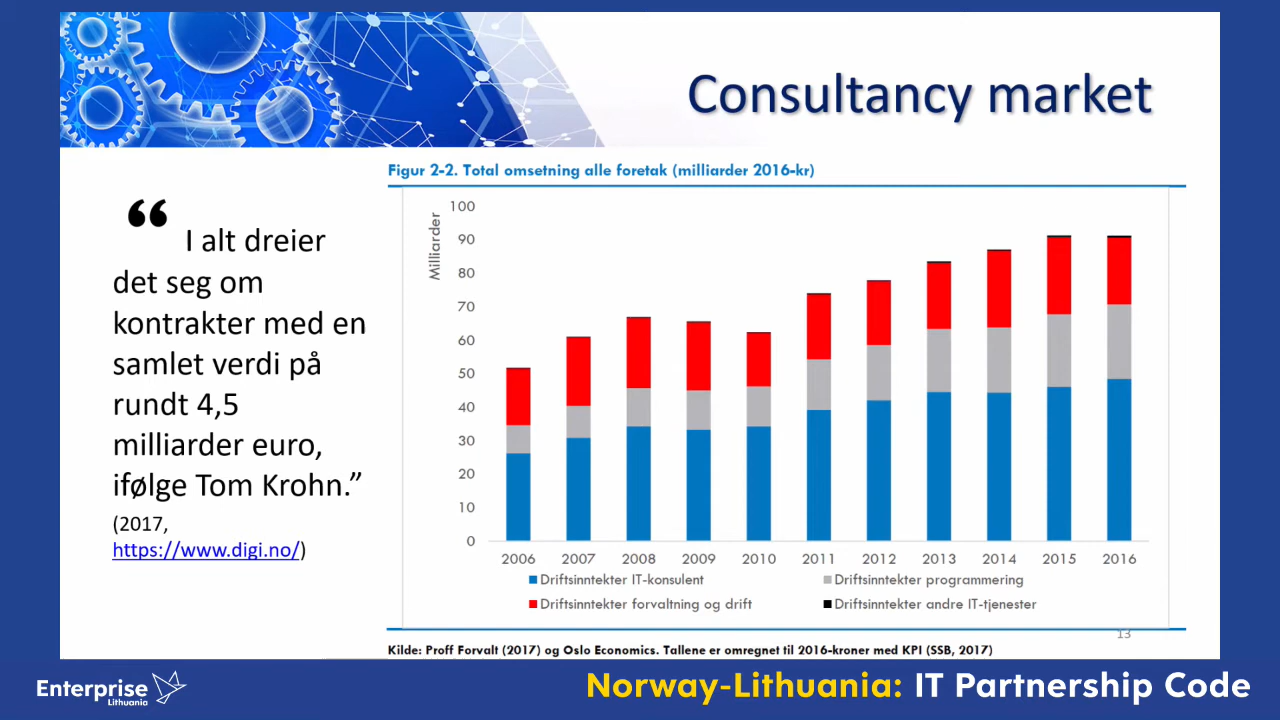 Consultancy market
Figur 2-2. Total omsetning alle foretak (milliarder 2016-kr)
“ I alt dreier
det seg om
kontrakter med en
samlet verdi på
rundt 4,5
milliarder euro,
ifølge Tom Krohn.”
(2017,
https://www.digi.no/)
Milliarder
100
90
80
70
60
50
40
30
20
10
0
2006 2007 2008 2009 2010 2011 2012 2013 2014 2015 2016
Driftsinntekter IT-konsulent Driftsinntekter programmering
Driftsinntekter forvaltning og drift Driftsinntekter andre IT-tjenester
13
Kilde: Proff Forvalt (2017) og Oslo Economics. Tallene er omregnet til 2016-kroner med KPI (SSB, 2017)
Enterprise
Lithuania
Norway-Lithuania: IT Partnership Code